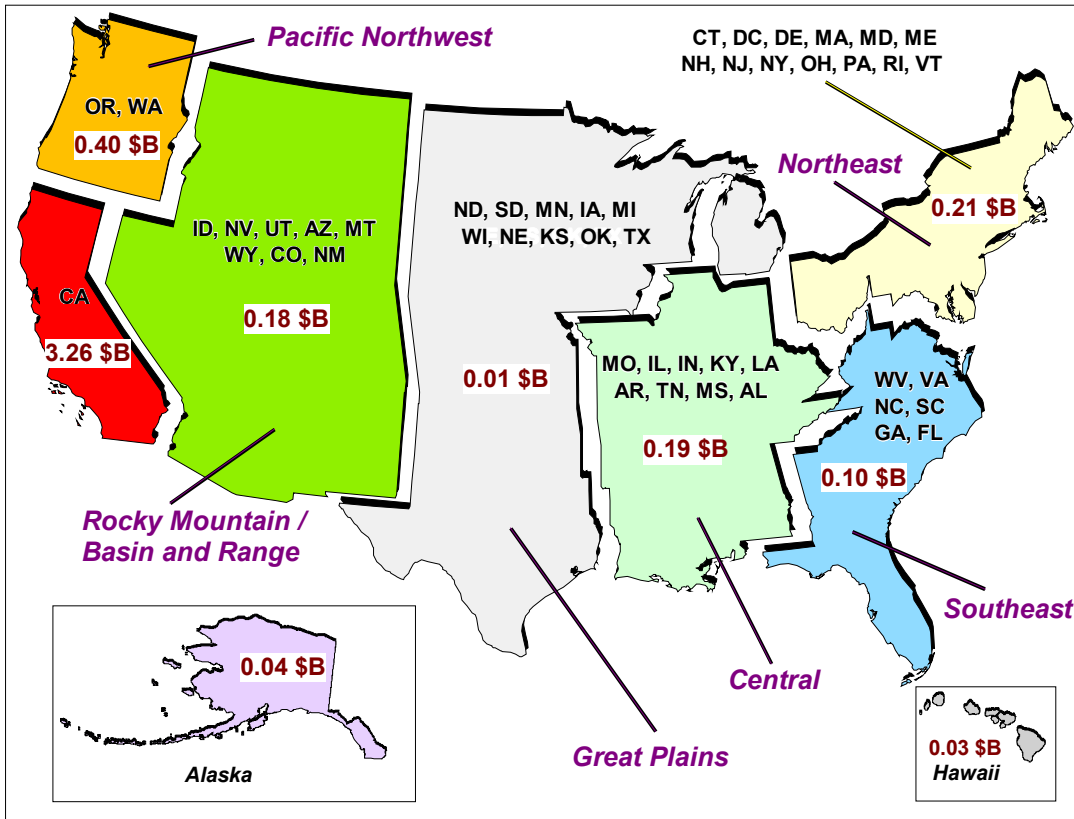 Pacific Northwest
OR, WA
0.40 $B
CT, DC, DE, MA, MD, ME
NH, NJ, NY, OH, PA, RI, VT
Northeast
0.21 $B
ID, NV, UT, AZ, MT
WY, CO, NM
0.18 $B
ND, SD, MN, IA, MI
WI, NE, KS, OK, TX
0.01 $B
CA
3.26 $B
MO, IL, IN, KY, LA
AR, TN, MS, AL
0.19 $B
WV, VA
NC, SC
GA, FL
0.10 $B
Rocky Mountain /
Basin and Range
Southeast
Central
Great Plains
0.04 $B
Alaska
0.03 $B
Hawaii